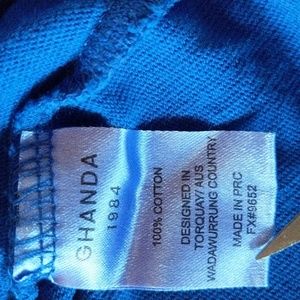 GHANDA
1984
100% COTTON
DESIGNED IN
TORQUAY/ AUS
WADAWURRUNG COUNTRY
MADE IN PRC
FX#9652